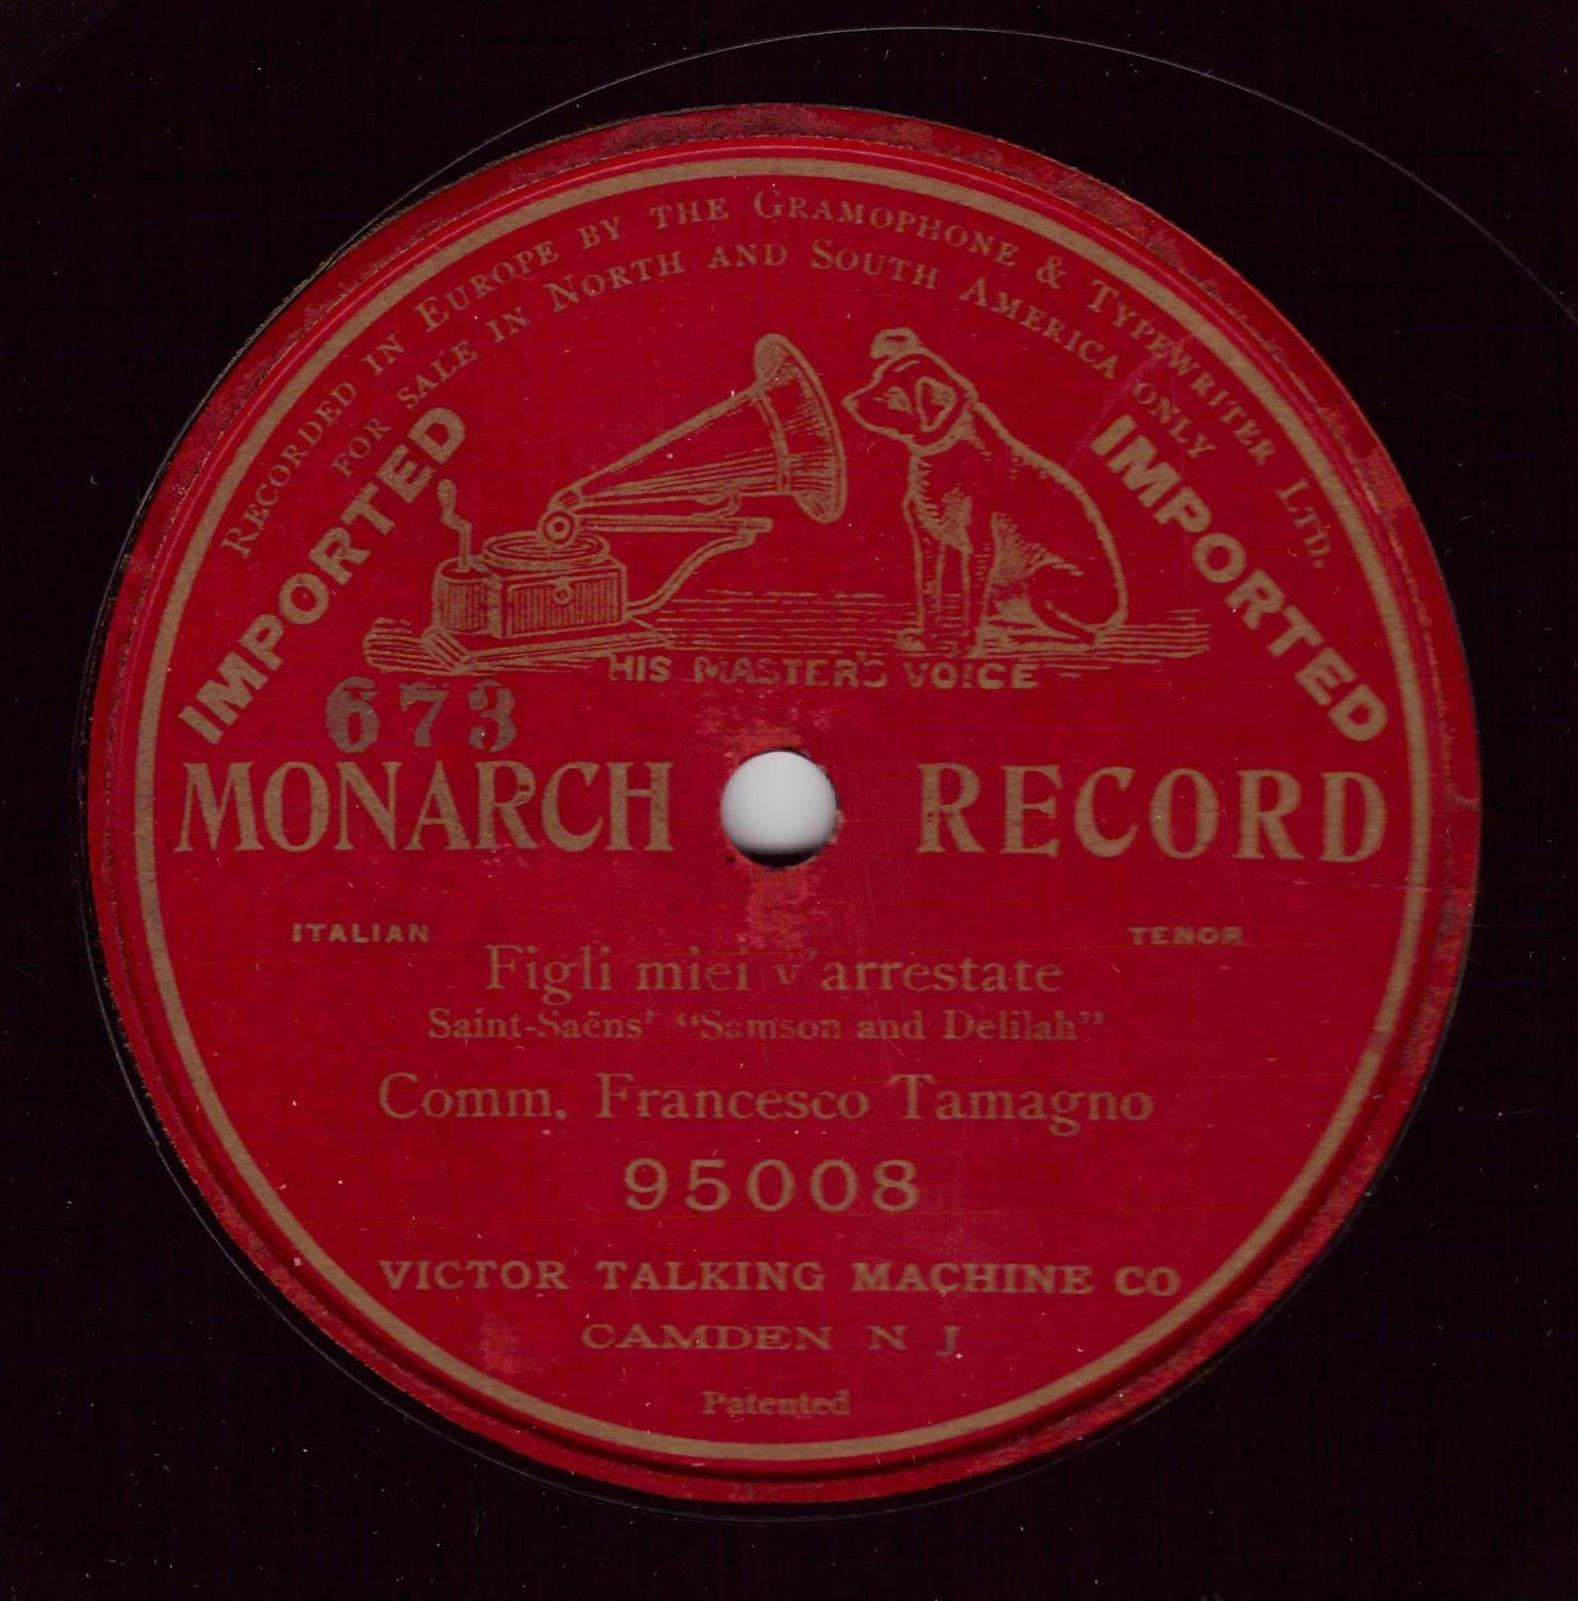 RECORDED IN EUROPE BY THE GRAMOPHONE & TYPEWRITER LTD.
FOR SALE IN NORTH AND SOUTH AMERICA ONLY
IMPORTED
IMPORTED
HIS MASTER'S VOICE
673
MONARCH RECORD
ITALIAN TENOR
Figli miei v'arrestate
Saint-Saëns' "Samson and Delilah"
Comm. Francesco Tamagno
95008
VICTOR TALKING MACHINE CO
CAMDEN N J
Patented